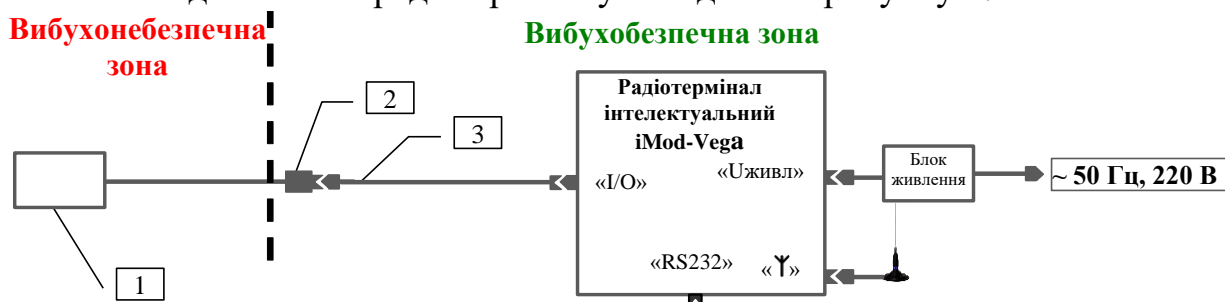 Вибухонебезпечна
зона
Вибухобезпечна зона
2
3
1
Радіотермінал
інтелектуальний
iMod-Vega
«I/O»
«Uживл»
«RS232»
«Y»
Блок
живлення
~ 50 Гц, 220 В